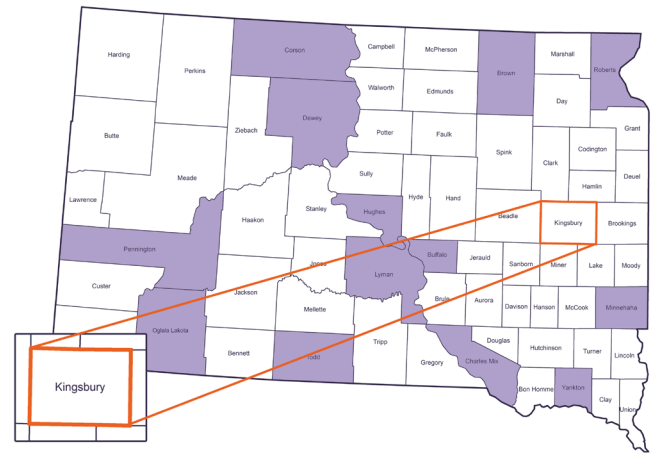 Harding
Perkins
Corson
Campbell
McPherson
Brown
Marshall
Roberts
Walworth
Edmunds
Day
Dewey
Ziebach
Butte
Potter
Faulk
Grant
Spink
Clark
Codington
Meade
Sully
Deuel
Hamlin
Lawrence
Stanley
Hyde
Hand
Haakon
Hughes
Beadle
Kingsbury
Brookings
Pennington
Buffalo
Jerauld
Sanborn
Miner
Lake
Moody
Jones
Lyman
Custer
Jackson
Brule
Aurora
Davison
Hanson
McCook
Minnehaha
Mellette
Oglala Lakota
Tripp
Douglas
Hutchinson
Turner
Lincoln
Bennett
Todd
Gregory
Charles Mix
Bon Homme
Yankton
Clay
Union
Kingsbury